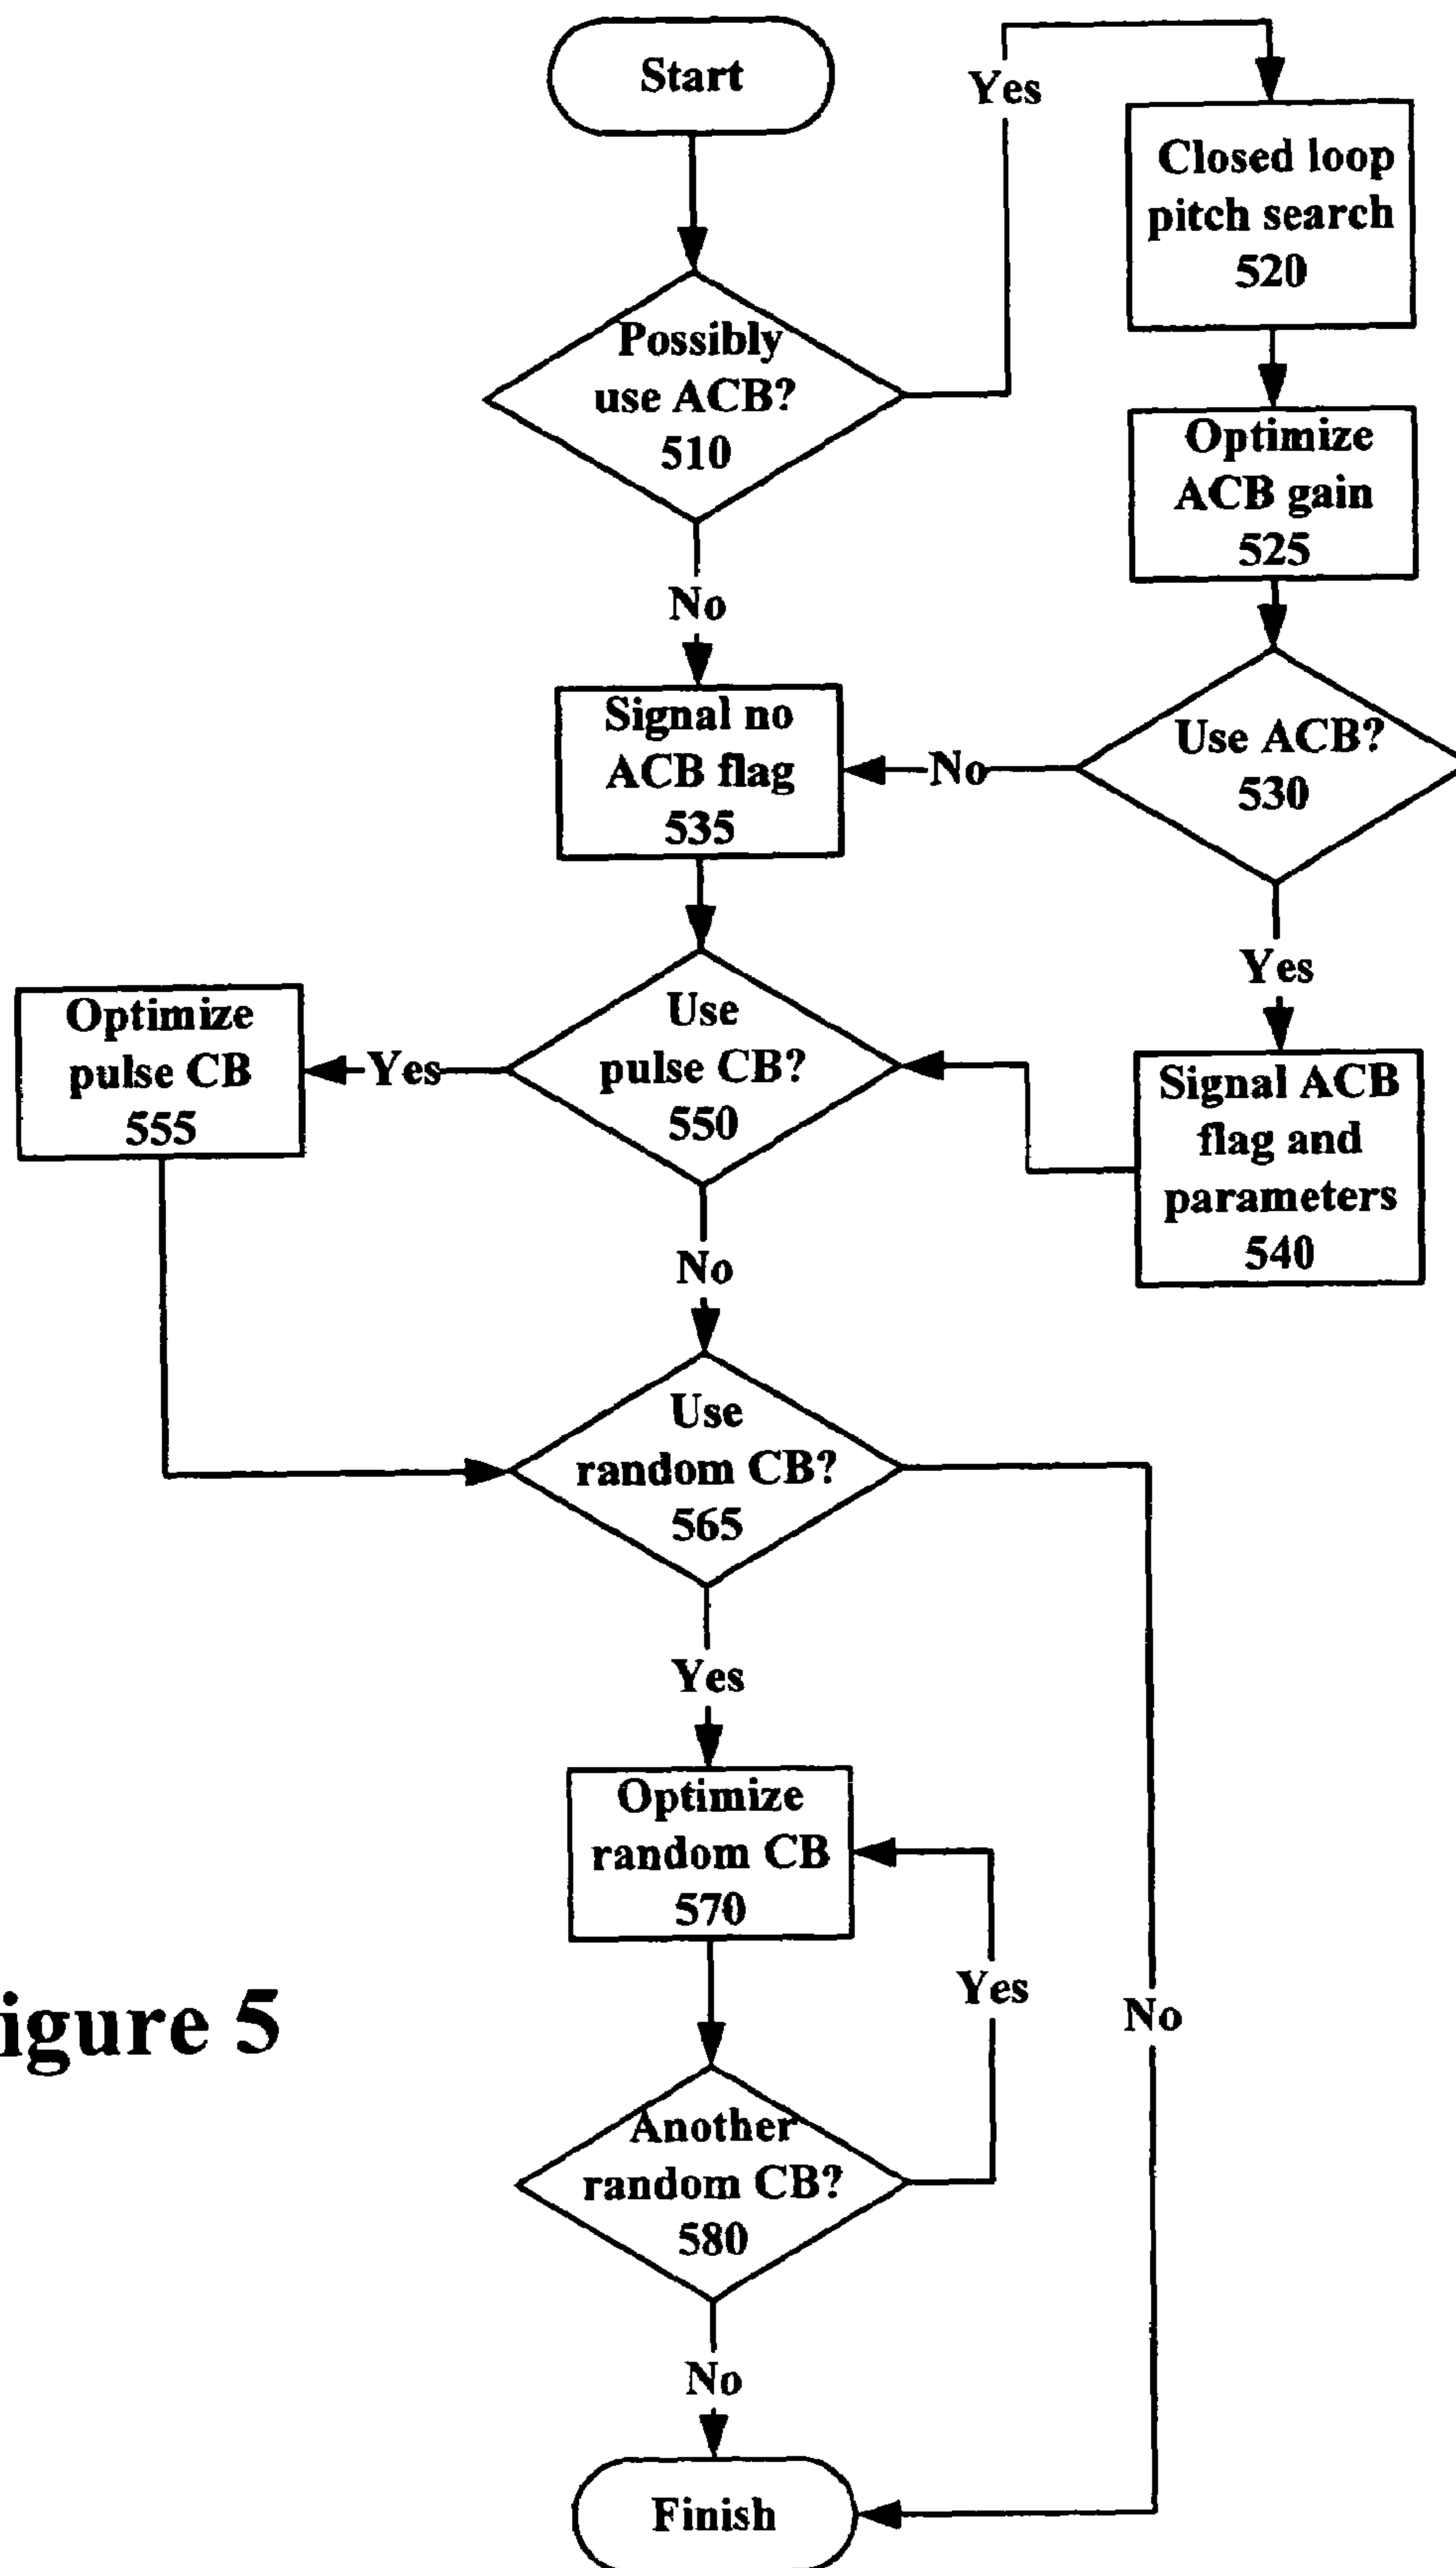 Start
Yes
Closed loop
pitch search
520
Possibly
use ACB?
510
Optimize
ACB gain
525
No
Signal no
ACB flag
535
No
Use ACB?
530
Yes
Optimize
pulse CB
555
Yes
Use
pulse CB?
550
Signal ACB
flag and
parameters
540
No
Use
random CB?
565
Yes
Optimize
random CB
570
Yes
No
igure 5
Another
random CB?
580
No
Finish